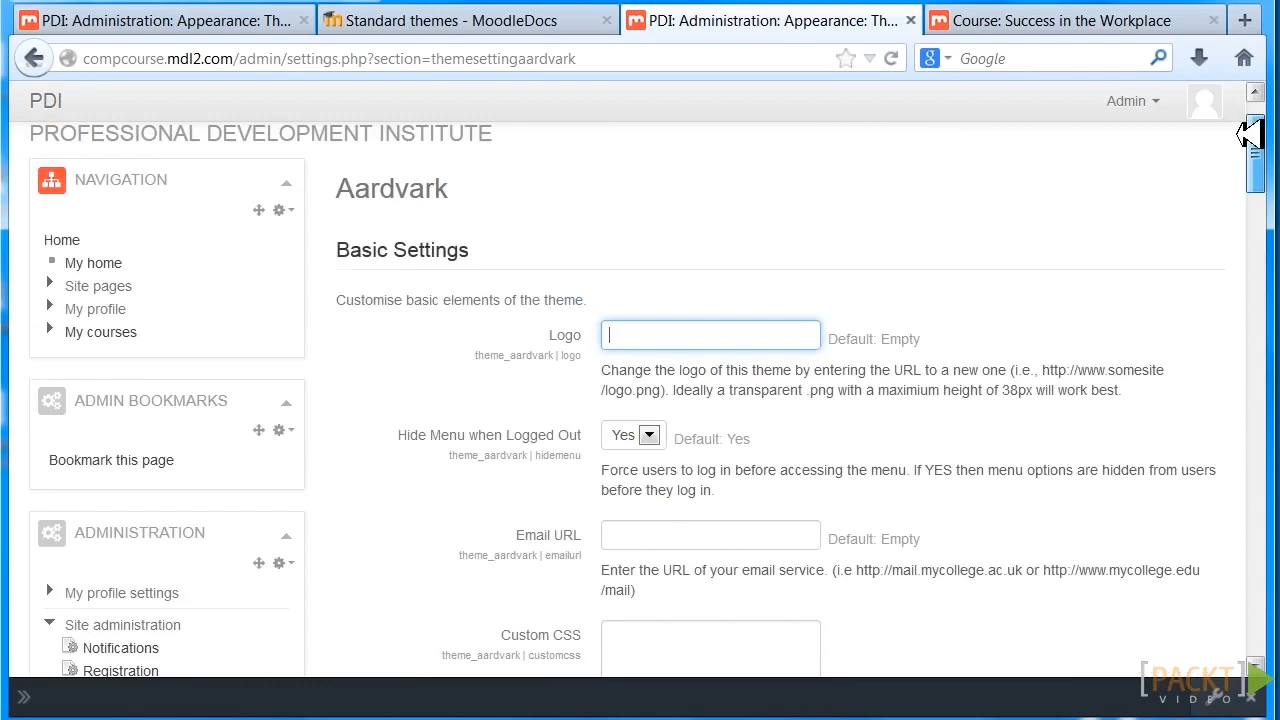 PDI: Administration: Appearance: Th...
Standard themes - MoodleDocs
PDI: Administration: Appearance: Th...
Course: Success in the Workplace
compcourse.mdl2.com/admin/settings.php?section=themesettingaardvark
Google
PDI
Admin
PROFESSIONAL DEVELOPMENT INSTITUTE
NAVIGATION
Home
My home
Site pages
My profile
My courses
ADMIN BOOKMARKS
Bookmark this page
ADMINISTRATION
My profile settings
Site administration
Notifications
Registration
Aardvark
Basic Settings
Customise basic elements of the theme.
Logo
theme_aardvark | logo
Default: Empty
Change the logo of this theme by entering the URL to a new one (i.e., http://www.somesite
/logo.png). Ideally a transparent .png with a maximium height of 38px will work best.
Hide Menu when Logged Out
theme_aardvark | hidemenu
Yes
Default: Yes
Force users to log in before accessing the menu. If YES then menu options are hidden from users
before they log in.
Email URL
theme_aardvark | emailurl
Default: Empty
Enter the URL of your email service. (i.e http://mail.mycollege.ac.uk or http://www.mycollege.edu
/mail)
Custom CSS
theme_aardvark | customcss
[PACKT]
VIDEO